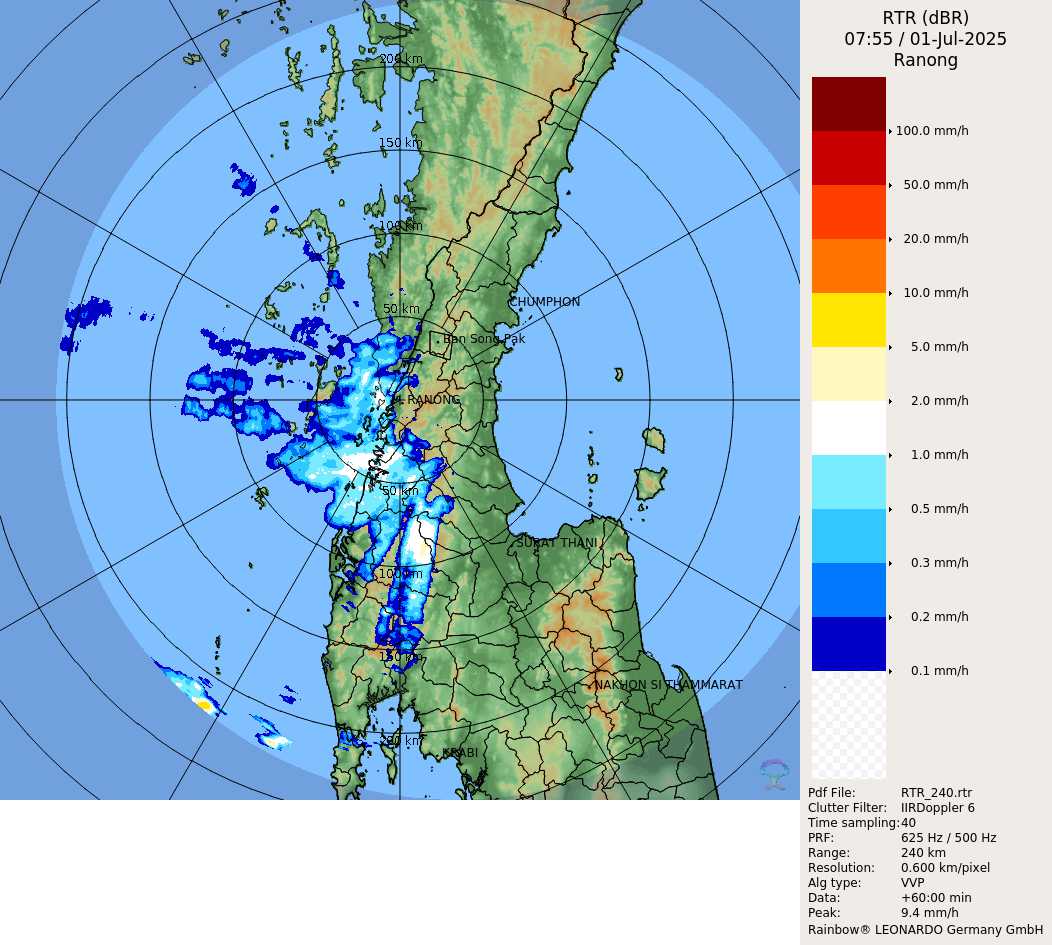 RTR (dBR)
07:55 / 01-Jul-2025
Ranong
200 km
150 km
100 km
50 km
CHUMPHON
Ban Song Pak
RANONG
50 km
SURAT THANI
100 km
150 km
NAKHON SI THAMMARAT
200 km
KRABI
100.0 mm/h
50.0 mm/h
20.0 mm/h
10.0 mm/h
5.0 mm/h
2.0 mm/h
1.0 mm/h
0.5 mm/h
0.3 mm/h
0.2 mm/h
0.1 mm/h
Pdf File: RTR_240.rtr
Clutter Filter: IIRDoppler 6
Time sampling: 40
PRF: 625 Hz / 500 Hz
Range: 240 km
Resolution: 0.600 km/pixel
Alg type: VVP
Data: +60:00 min
Peak: 9.4 mm/h
Rainbow® LEONARDO Germany GmbH